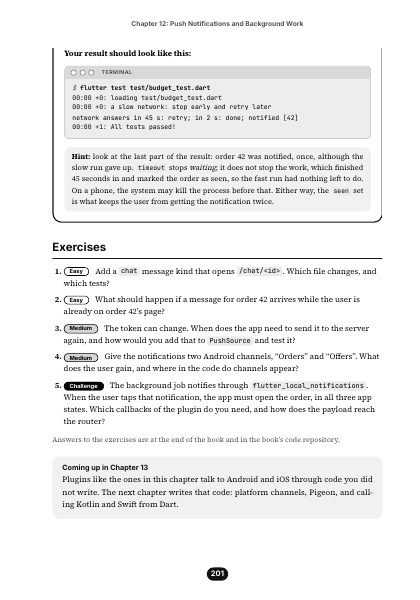 Chapter 12: Push Notifications and Background Work
Your result should look like this:
TERMINAL
$ flutter test test/budget_test.dart
00:00 +0: loading test/budget_test.dart
00:00 +0: a slow network: stop early and retry later
network answers in 45 s: retry; in 2 s: done; notified [42]
00:00 +1: All tests passed!
Hint: look at the last part of the result: order 42 was notified, once, although the
slow run gave up. timeout stops waiting; it does not stop the work, which finished
45 seconds in and marked the order as seen, so the fast run had nothing left to do.
On a phone, the system may kill the process before that. Either way, the seen set
is what keeps the user from getting the notification twice.
Exercises
1. Easy Add a chat message kind that opens /chat/<id>. Which file changes, and
which tests?
2. Easy What should happen if a message for order 42 arrives while the user is
already on order 42's page?
3. Medium The token can change. When does the app need to send it to the server
again, and how would you add that to PushSource and test it?
4. Medium Give the notifications two Android channels, “Orders” and “Offers”. What
does the user gain, and where in the code do channels appear?
5. Challenge The background job notifies through flutter_local_notifications.
When the user taps that notification, the app must open the order, in all three app
states. Which callbacks of the plugin do you need, and how does the payload reach
the router?
Answers to the exercises are at the end of the book and in the book's code repository.
Coming up in Chapter 13
Plugins like the ones in this chapter talk to Android and iOS through code you did
not write. The next chapter writes that code: platform channels, Pigeon, and call-
ing Kotlin and Swift from Dart.
201